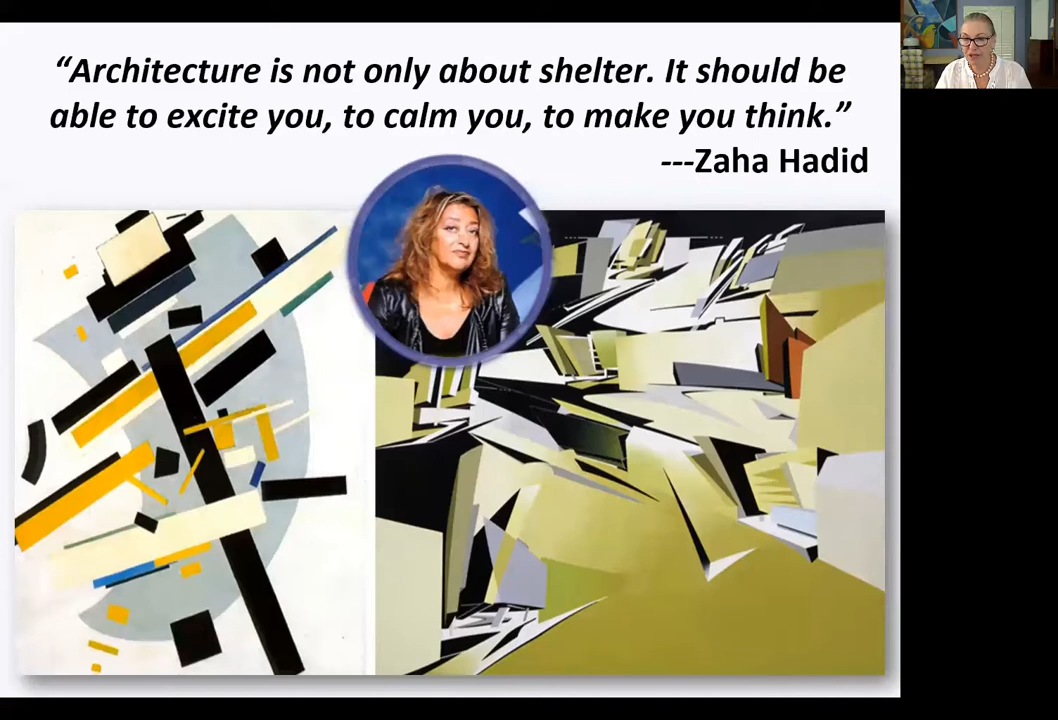 “Architecture is not only about shelter. It should be
able to excite you, to calm you, to make you think.”
---Zaha Hadid